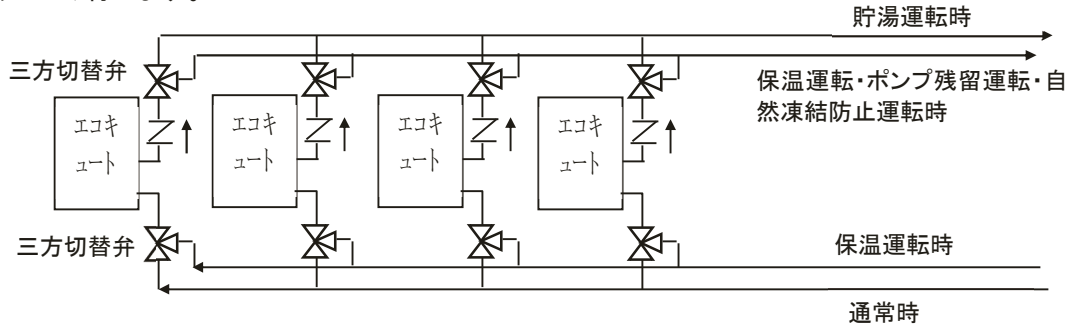 貯湯運転時
三方切替弁
保温運転・ポンプ残留運転・自
然凍結防止運転時
エコキ
ュート
エコキ
ュート
エコキ
ュート
エコキ
ュート
三方切替弁
保温運転時
通常時